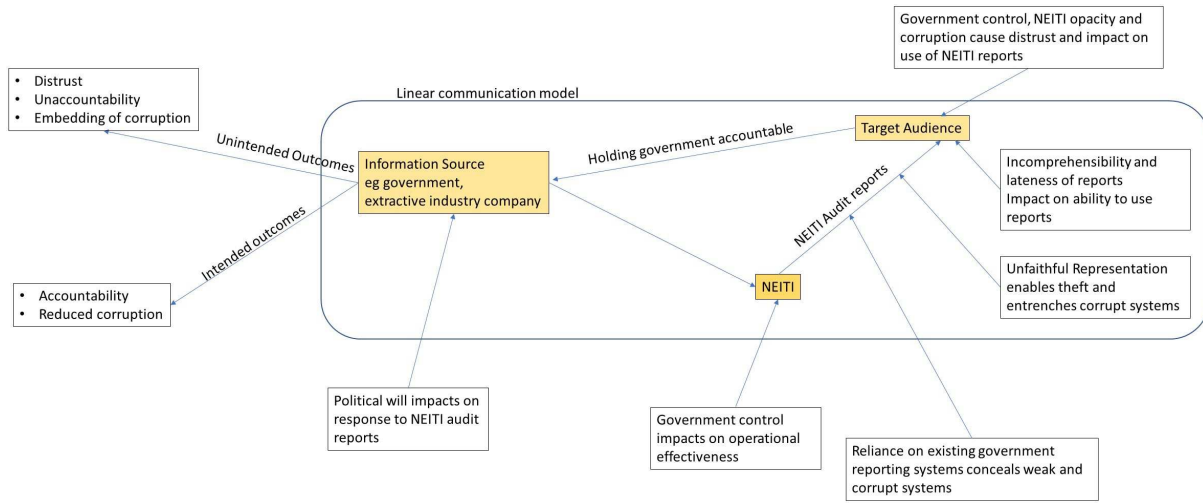 Government control, NEITI opacity and
corruption cause distrust and impact on
use of NEITI reports
• Distrust
• Unaccountability
• Embedding of corruption
Linear communication model
Unintended Outcomes
Holding government accountable
Target Audience
Information Source
eg government,
extractive industry company
Incomprehensibility and
lateness of reports
Impact on ability to use
reports
NEITI Audit reports
Intended outcomes
Unfaithful Representation
enables theft and
entrenches corrupt systems
NEITI
• Accountability
• Reduced corruption
Political will impacts on
response to NEITI audit
reports
Government control
impacts on operational
effectiveness
Reliance on existing government
reporting systems conceals weak and
corrupt systems